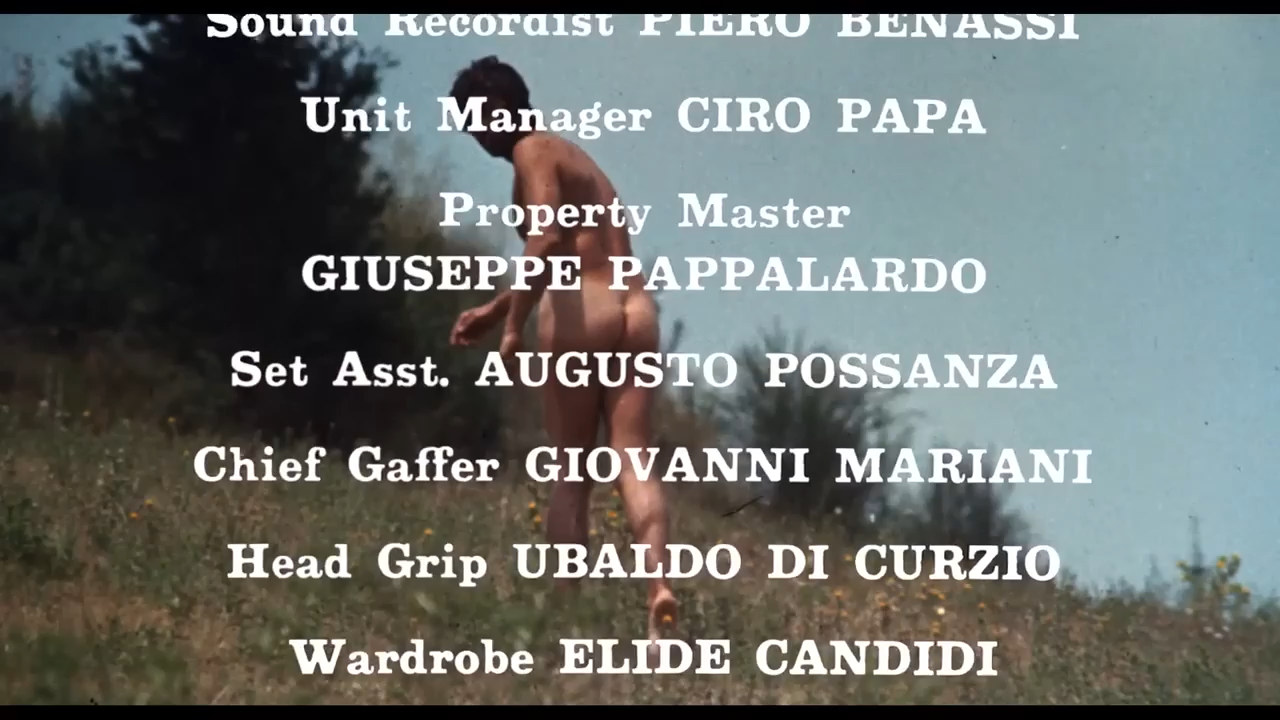 Sound Recordist PIERO BENASSI
Unit Manager CIRO PAPA
Property Master
GIUSEPPE PAPPALARDO
Set Asst. AUGUSTO POSSANZA
Chief Gaffer GIOVANNI MARIANI
Head Grip UBALDO DI CURZIO
Wardrobe ELIDE CANDIDI